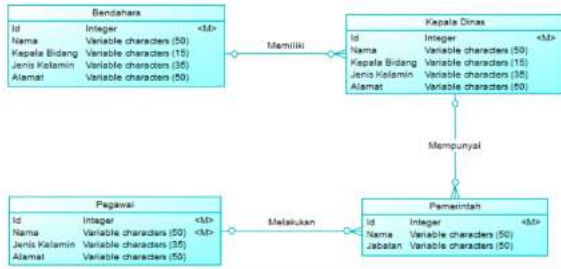 Bendahara
Id Integer <M>
Nama Variable characters (50)
Kepala Bidang Variable characters (15)
Jenis Kelamin Variable characters (35)
Alamat Variable characters (50)
Memiliki
Kepala Dinas
Id Integer <M>
Nama Variable characters (50)
Kepala Bidang Variable characters (15)
Jenis Kelamin Variable characters (35)
Alamat Variable characters (50)
Mempunyai
Pegawai
Id Integer <M>
Nama Variable characters (50) <M>
Jenis Kelamin Variable characters (35)
Alamat Variable characters (50)
Melakukan
Pemerintah
Id Integer <M>
Nama Variable characters (50)
Jabatan Variable characters (50)